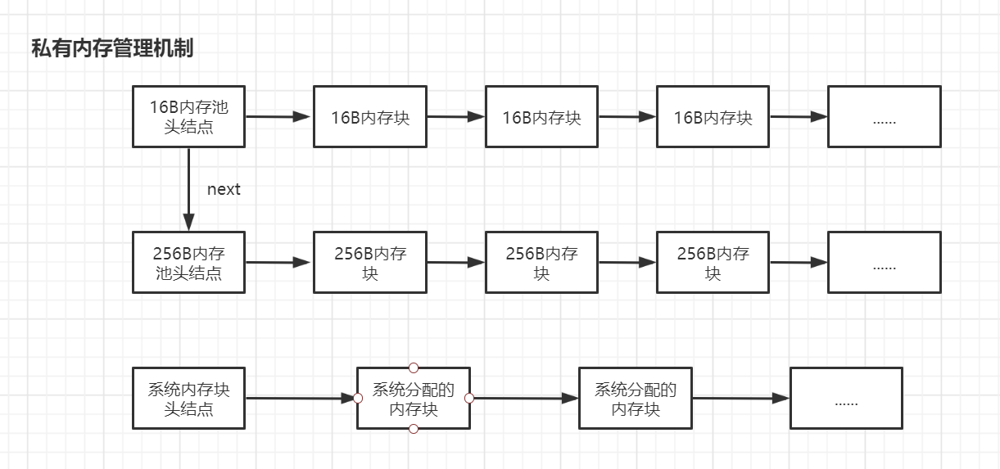 私有内存管理机制
16B内存池
头结点
16B内存块
16B内存块
16B内存块
......
next
256B内存
池头结点
256B内存
块
256B内存
块
256B内存
块
......
系统内存块
头结点
系统分配的
内存块
系统分配的
内存块
......